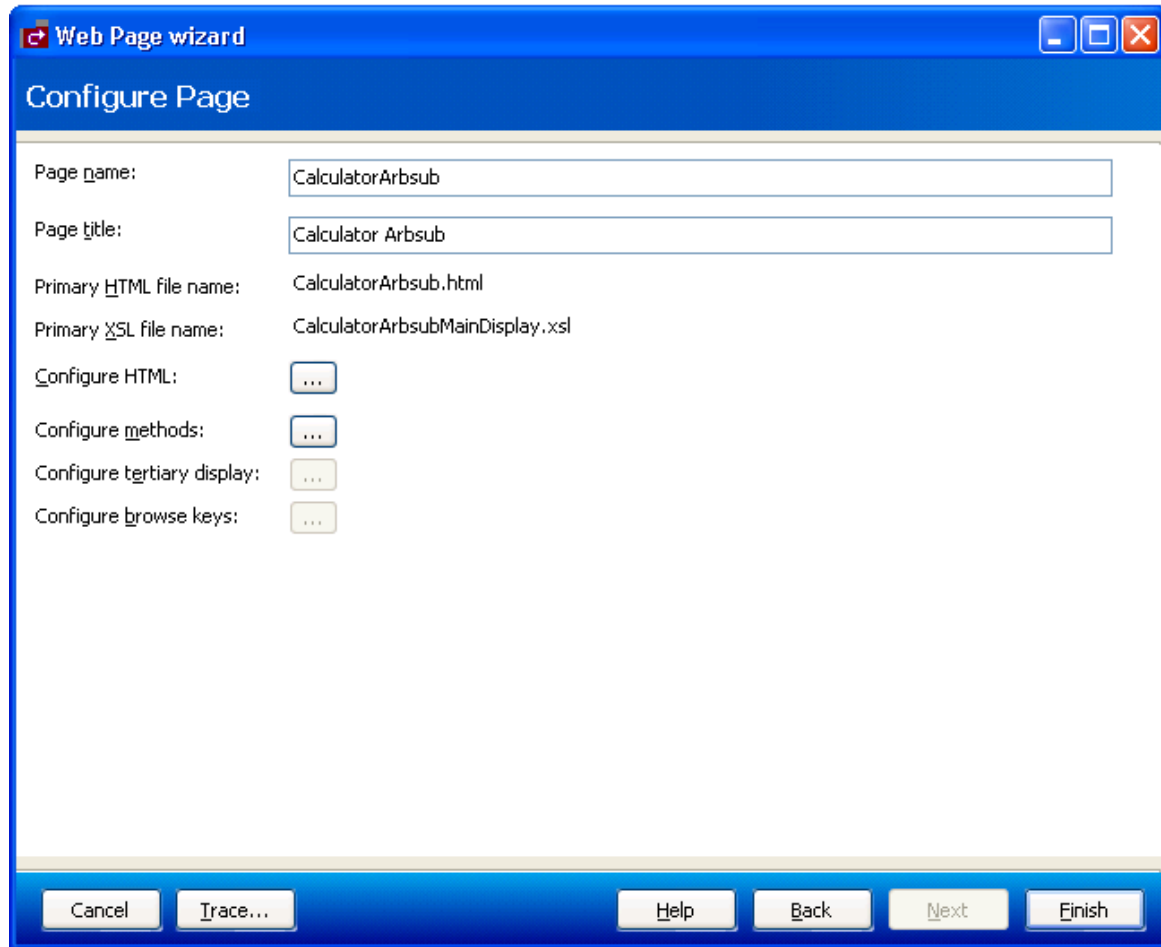 Web Page wizard
Configure Page
Page name: CalculatorArbsub
Page title: Calculator Arbsub
Primary HTML file name: CalculatorArbsub.html
Primary XSL file name: CalculatorArbsubMainDisplay.xsl
Configure HTML: ...
Configure methods: ...
Configure tertiary display: ...
Configure browse keys: ...
Cancel Trace... Help Back Next Finish